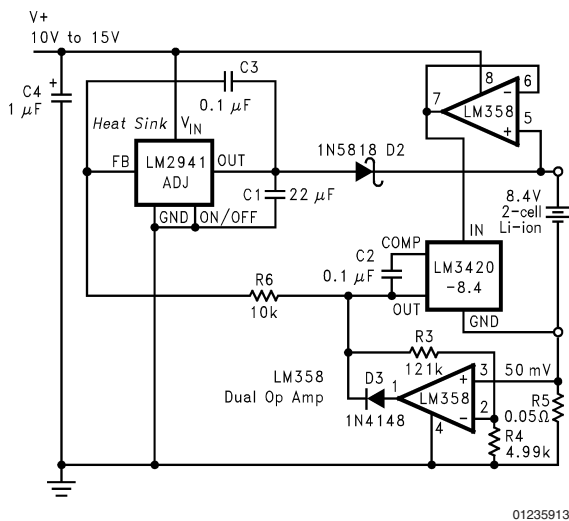 V+
10V to 15V
C4
1 μF
+
C3
0.1 μF
Heat Sink
VIN
FB
LM2941
ADJ
OUT
GND
ON/OFF
C1
22 μF
1N5818 D2
7
8
6
5
−
+
LM358
8.4V
2-cell
Li-ion
IN
COMP
LM3420
-8.4
OUT
GND
C2
0.1 μF
R6
10k
R3
121k
LM358
Dual Op Amp
D3
1N4148
1
3
2
4
+
−
LM358
50 mV
R5
0.05Ω
R4
4.99k
01235913